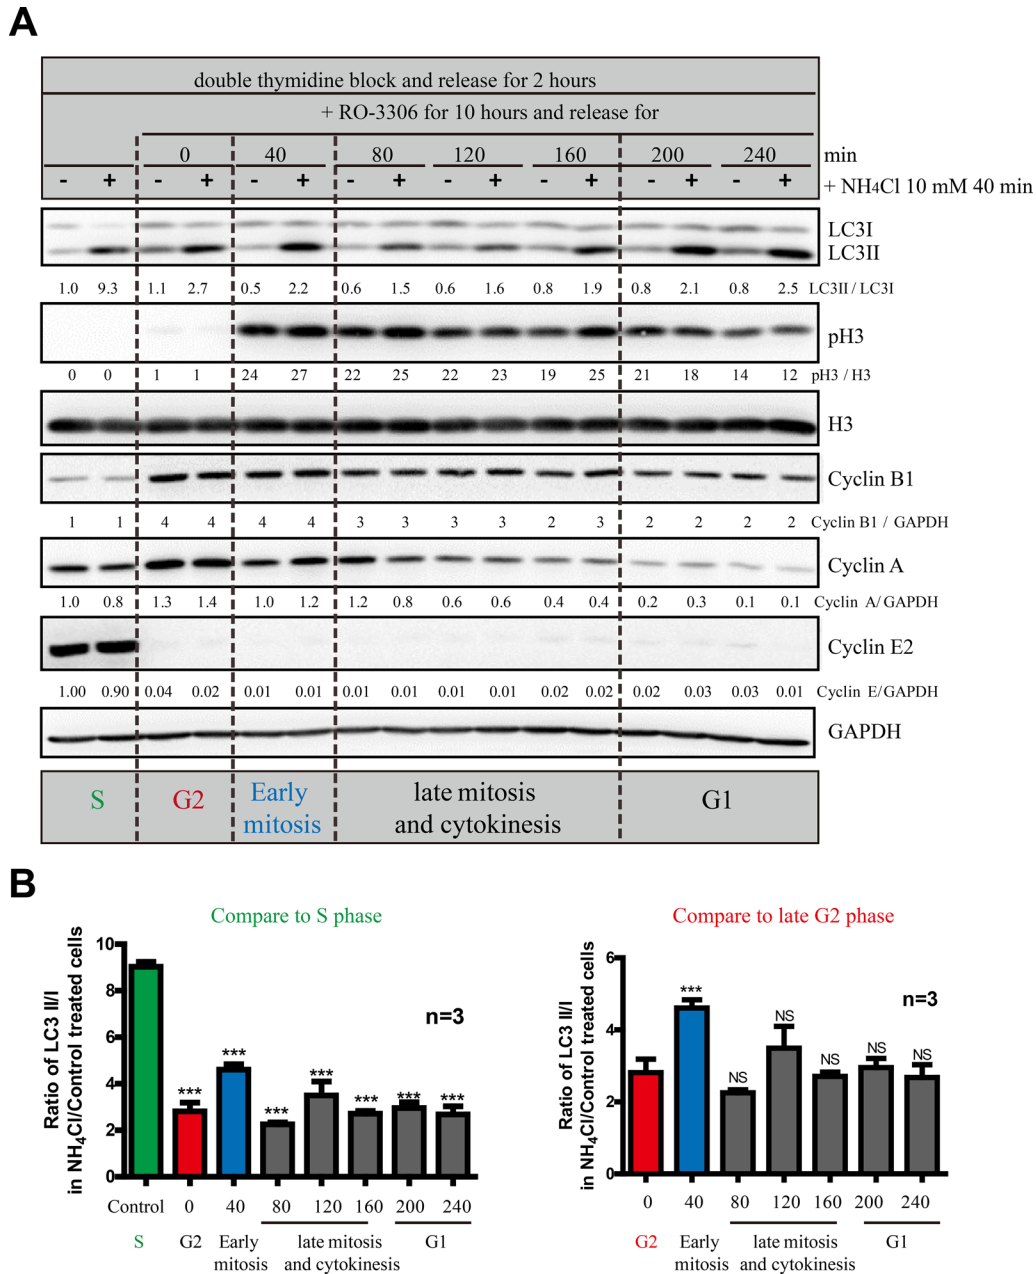 A
double thymidine block and release for 2 hours
+ RO-3306 for 10 hours and release for
0 40 80 120 160 200 240 min
- + - + - + - + - + - + - + - + + NH4Cl 10 mM 40 min
LC3I
LC3II
1.0 9.3 1.1 2.7 0.5 2.2 0.6 1.5 0.6 1.6 0.8 1.9 0.8 2.1 0.8 2.5 LC3II / LC3I
pH3
0 0 1 1 24 27 22 25 22 23 19 25 21 18 14 12 pH3 / H3
H3
Cyclin B1
1 1 4 4 4 4 3 3 3 3 2 3 2 2 2 2 Cyclin B1 / GAPDH
Cyclin A
1.0 0.8 1.3 1.4 1.0 1.2 1.2 0.8 0.6 0.6 0.4 0.4 0.2 0.3 0.1 0.1 Cyclin A/ GAPDH
Cyclin E2
1.00 0.90 0.04 0.02 0.01 0.01 0.01 0.01 0.01 0.01 0.02 0.02 0.02 0.03 0.03 0.01 Cyclin E/GAPDH
GAPDH
S G2 Early mitosis late mitosis and cytokinesis G1
B
Compare to S phase
Ratio of LC3 II/I
in NH4Cl/Control treated cells
10
8
6
4
2
0
n=3
*** *** *** *** *** *** ***
Control 0 40 80 120 160 200 240
S G2 Early mitosis late mitosis and cytokinesis G1
Compare to late G2 phase
Ratio of LC3 II/I
in NH4Cl/Control treated cells
6
4
2
0
n=3
*** NS NS NS NS NS
0 40 80 120 160 200 240
G2 Early mitosis late mitosis and cytokinesis G1